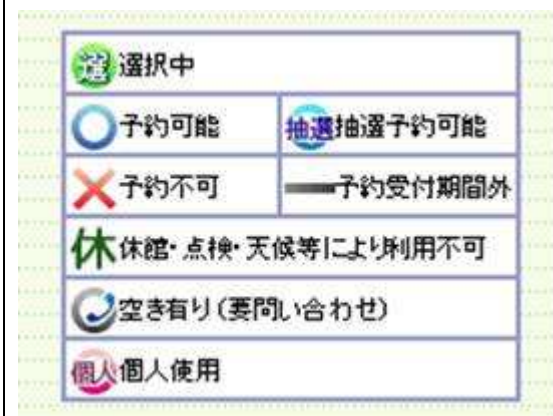 選 選択中
予約可能 抽選 抽選予約可能
予約不可 予約受付期間外
休 休館・点検・天候等により利用不可
空き有り(要問い合わせ)
個人 個人使用